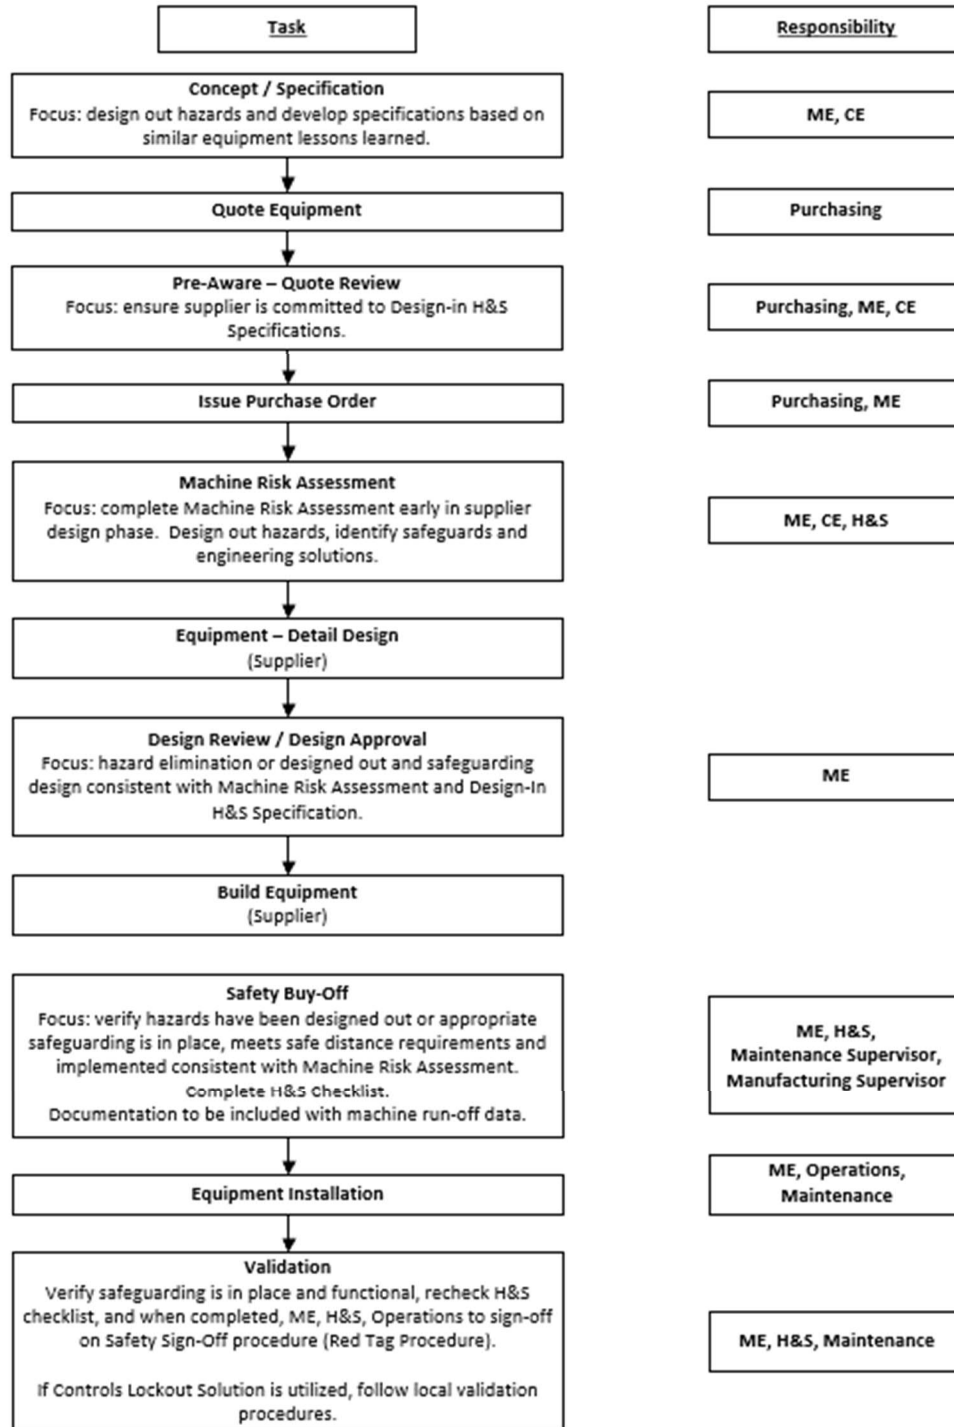 Task
Responsibility
Concept / Specification
Focus: design out hazards and develop specifications based on
similar equipment lessons learned.
ME, CE
Quote Equipment
Purchasing
Pre-Aware – Quote Review
Focus: ensure supplier is committed to Design-in H&S
Specifications.
Purchasing, ME, CE
Issue Purchase Order
Purchasing, ME
Machine Risk Assessment
Focus: complete Machine Risk Assessment early in supplier
design phase.  Design out hazards, identify safeguards and
engineering solutions.
ME, CE, H&S
Equipment – Detail Design
(Supplier)
Design Review / Design Approval
Focus: hazard elimination or designed out and safeguarding
design consistent with Machine Risk Assessment and Design-In
H&S Specification.
ME
Build Equipment
(Supplier)
Safety Buy-Off
Focus: verify hazards have been designed out or appropriate
safeguarding is in place, meets safe distance requirements and
implemented consistent with Machine Risk Assessment.
Complete H&S Checklist.
Documentation to be included with machine run-off data.
ME, H&S,
Maintenance Supervisor,
Manufacturing Supervisor
Equipment Installation
ME, Operations,
Maintenance
Validation
Verify safeguarding is in place and functional, recheck H&S
checklist, and when completed, ME, H&S, Operations to sign-off
on Safety Sign-Off procedure (Red Tag Procedure).
If Controls Lockout Solution is utilized, follow local validation
procedures.
ME, H&S, Maintenance